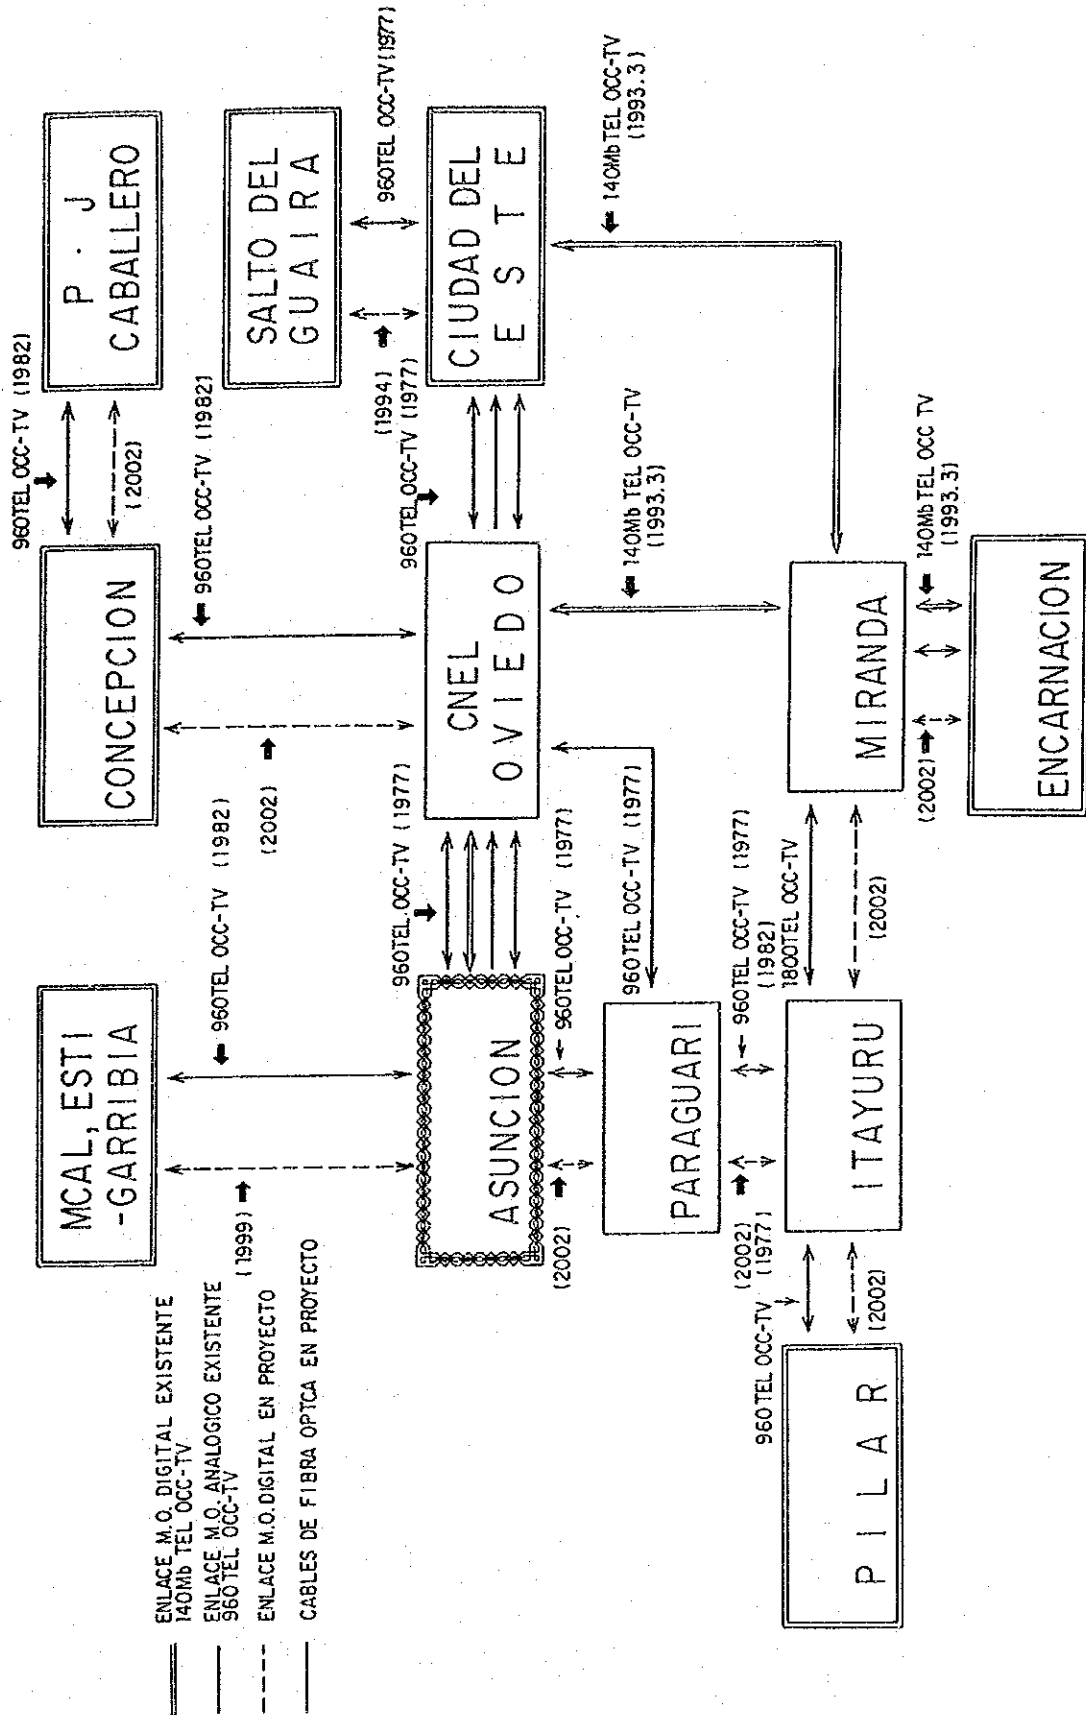 MCAL, ESTI
-GARRIBIA
CONCEPCION
960TEL OCC-TV (1982)
(2002)
P · J
CABALLERO
(1999)
960TEL OCC-TV (1982)
(2002)
960TEL OCC-TV (1982)
SALTO DEL
GUAIRA
(1994)
960TEL OCC-TV (1977)
ASUNCION
960TEL.OCC-TV (1977)
CNEL
OVIEDO
960TEL OCC-TV (1977)
CIUDAD DEL
ESTE
(2002)
960TEL OCC-TV (1977)
960TEL OCC-TV (1977)
140Mb TEL OCC-TV
(1993.3)
140Mb TEL OCC-TV
(1993.3)
PARAGUARI
(2002)
(1977)
960TEL OCC-TV
960TEL OCC-TV (1977)
(1982)
1800TEL OCC-TV
PILAR
(2002)
ITAYURU
(2002)
MIRANDA
(2002)
140Mb TEL OCC TV
(1993.3)
ENCARNACION
ENLACE M.O. DIGITAL EXISTENTE
140Mb TEL OCC-TV
ENLACE M.O. ANALOGICO EXISTENTE
960TEL OCC-TV
ENLACE M.O.DIGITAL EN PROYECTO
CABLES DE FIBRA OPTCA EN PROYECTO